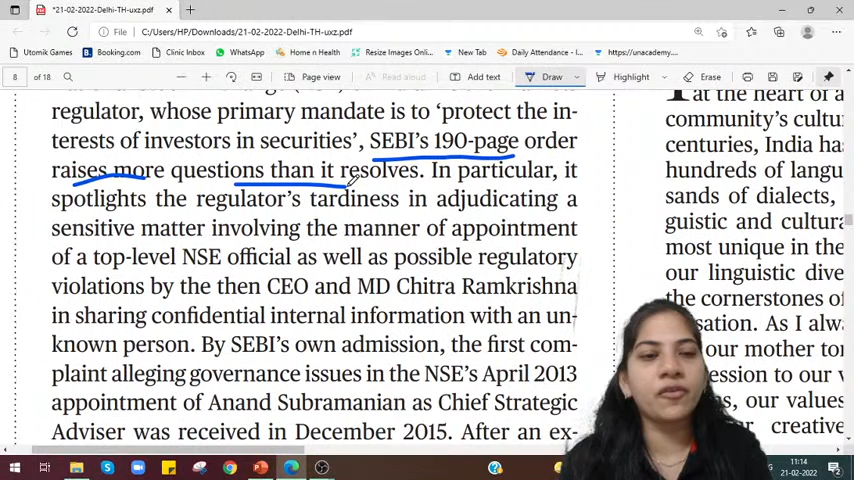 *21-02-2022-Delhi-TH-uxz.pdf
File
C:/Users/HP/Downloads/21-02-2022-Delhi-TH-uxz.pdf
Utomik Games
Booking.com
Clinic Inbox
WhatsApp
Home n Health
Resize Images Onl...
New Tab
Daily Attendance - I...
https://unacademy....
8 of 18
Page view
Read aloud
Add text
Draw
Highlight
Erase
regulator, whose primary mandate is to ‘protect the in-
terests of investors in securities’, SEBI’s 190-page order
raises more questions than it resolves. In particular, it
spotlights the regulator’s tardiness in adjudicating a
sensitive matter involving the manner of appointment
of a top-level NSE official as well as possible regulatory
violations by the then CEO and MD Chitra Ramkrishna
in sharing confidential internal information with an un-
known person. By SEBI’s own admission, the first com-
plaint alleging governance issues in the NSE’s April 2013
appointment of Anand Subramanian as Chief Strategic
Adviser was received in December 2015. After an ex-
at the heart of a
community’s cultu
centuries, India ha
hundreds of langu
sands of dialects,
guistic and cultura
most unique in the
our linguistic dive
the cornerstones of
sation. As I alw
our mother to
ession to our v
s, our values
creative
11:14
21-02-2022